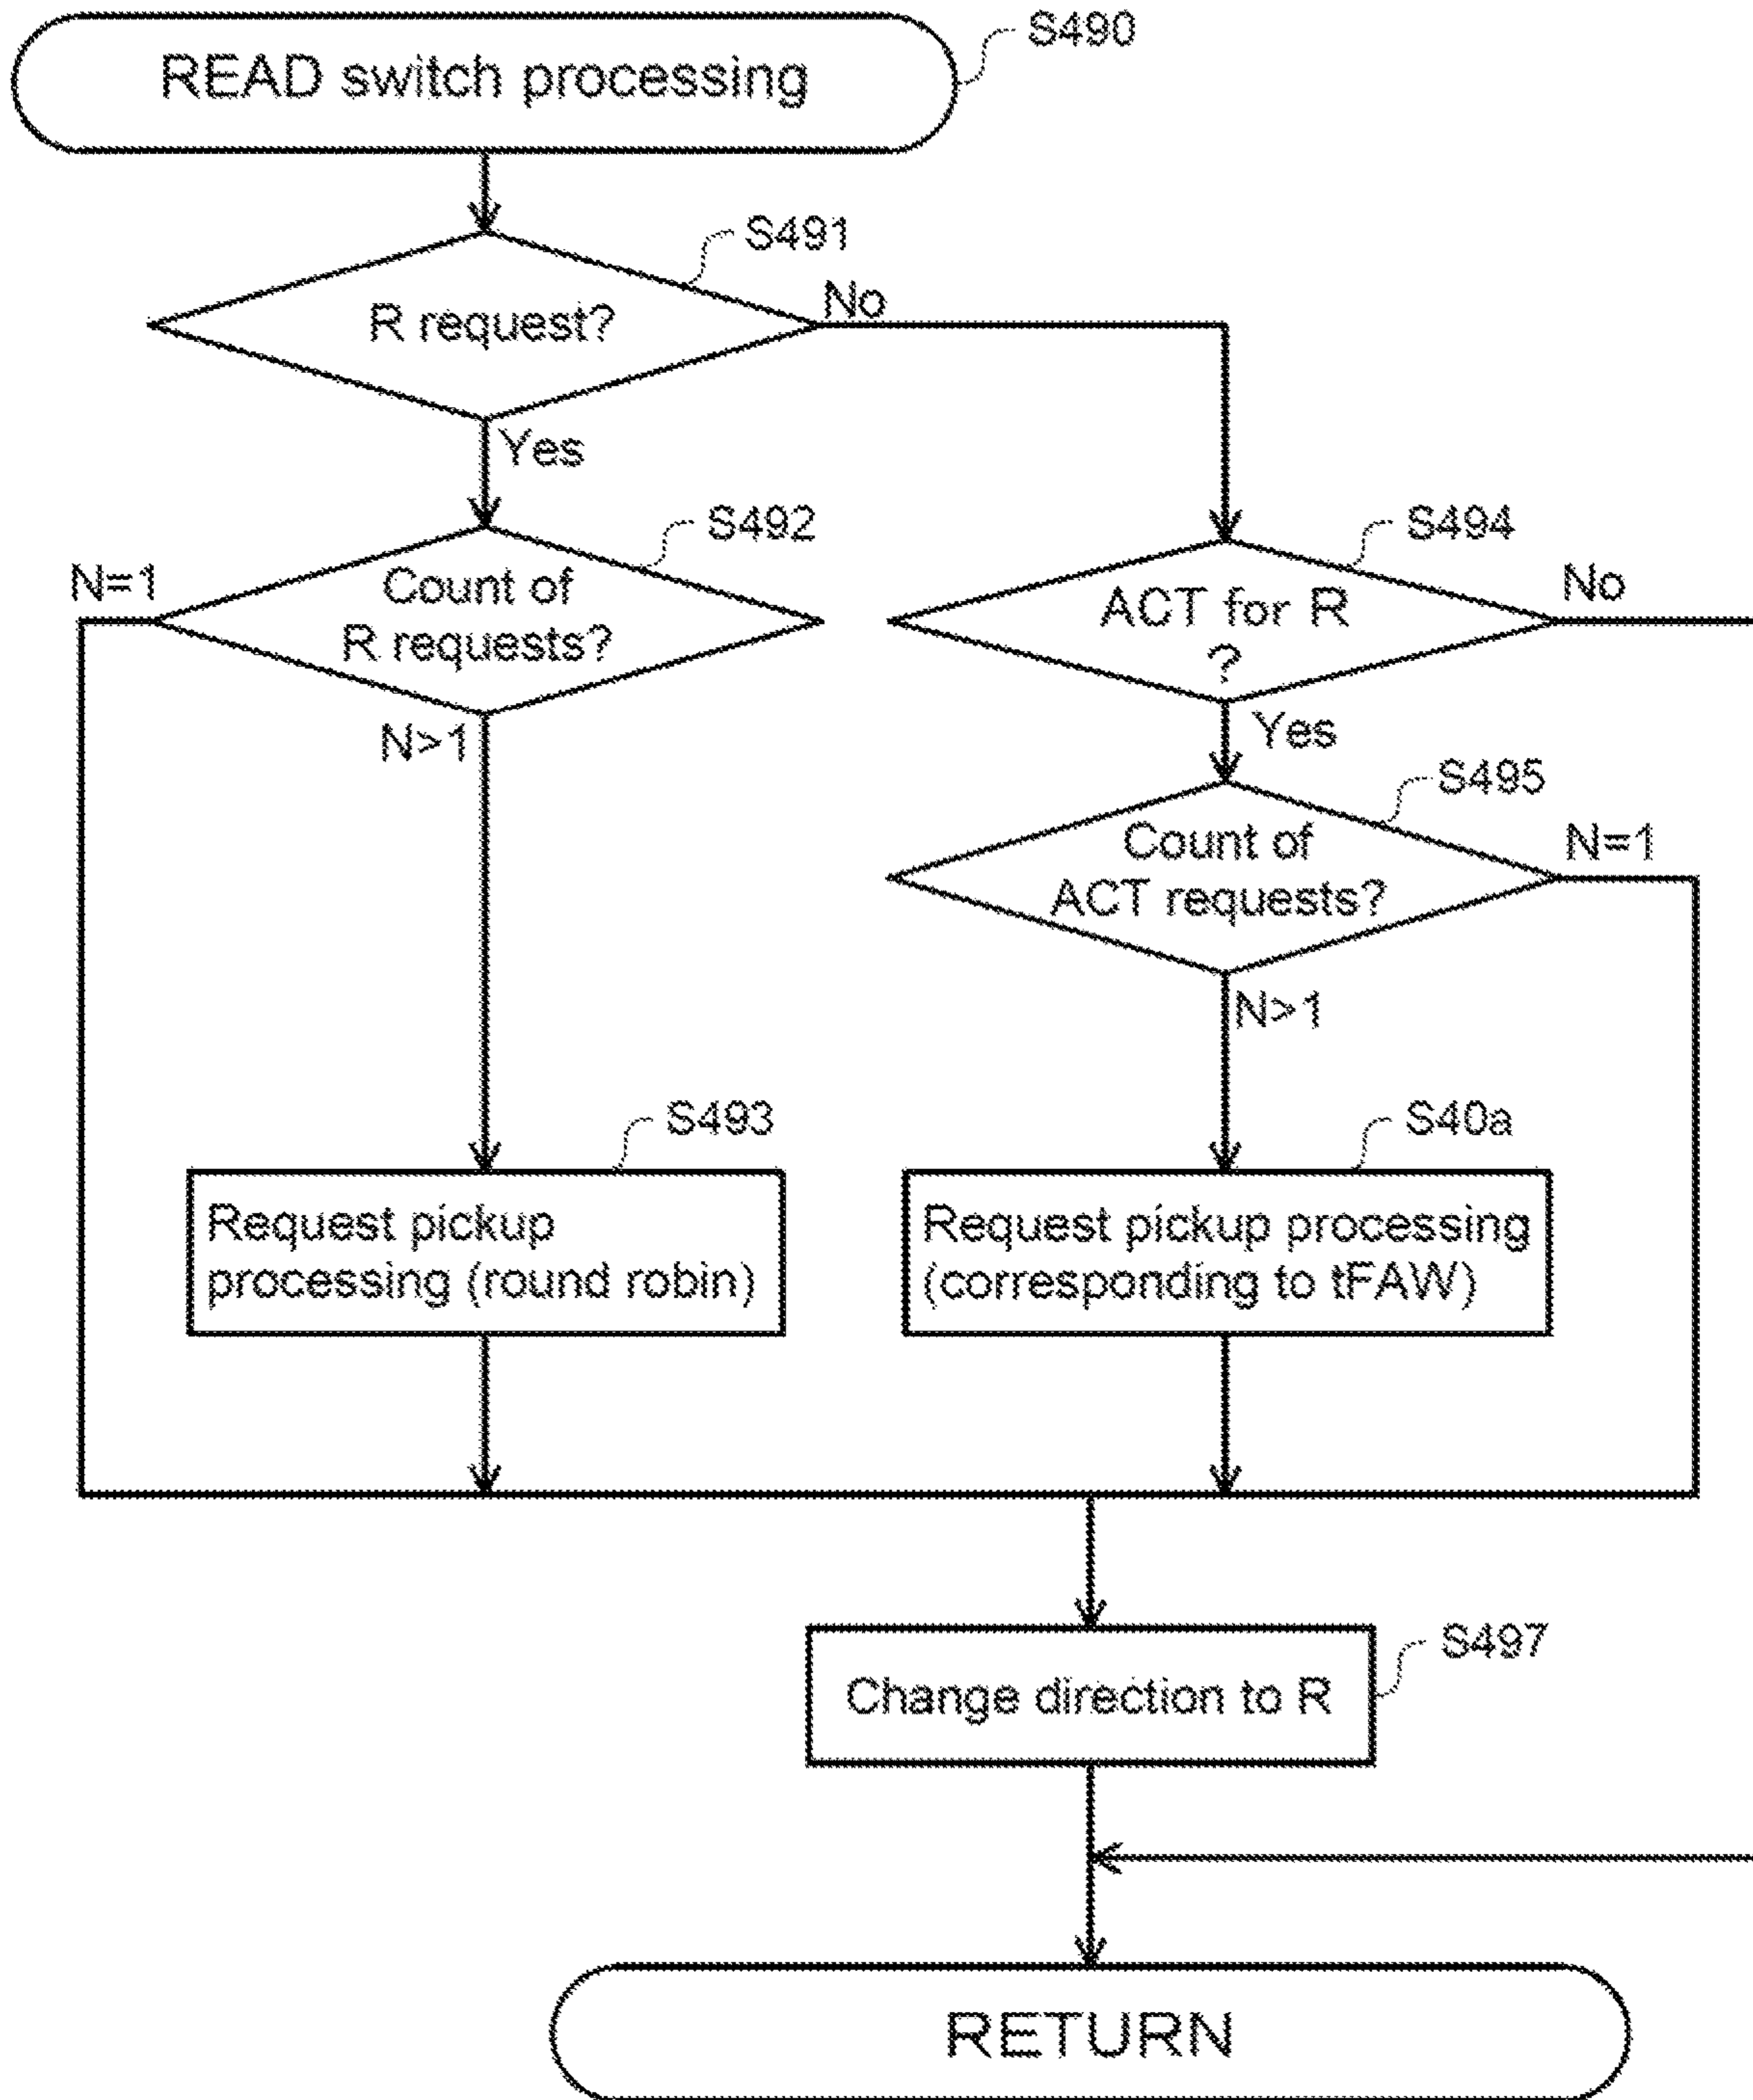 READ switch processing
S490
S491
R request?
No
Yes
S492
N=1
Count of
R requests?
N>1
S494
ACT for R
?
No
Yes
S495
Count of
ACT requests?
N=1
N>1
S493
Request pickup
processing (round robin)
S40a
Request pickup processing
(corresponding to tFAW)
S497
Change direction to R
RETURN